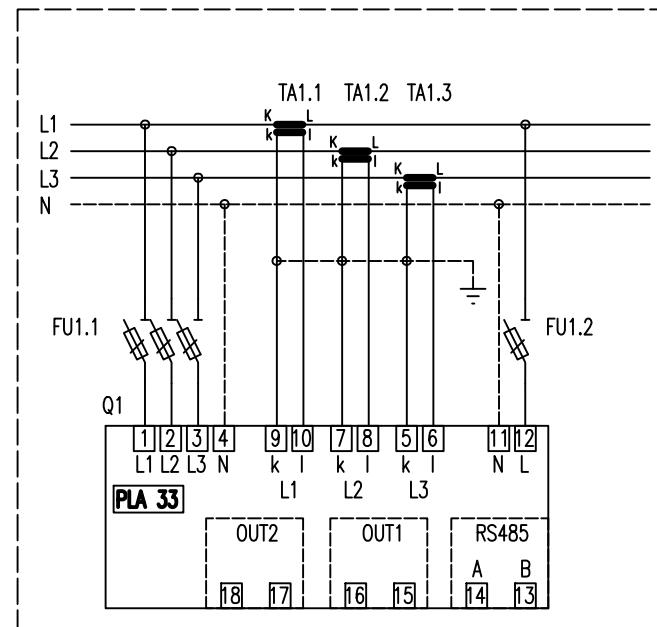 TA1.1 TA1.2 TA1.3
K L
L1
k l
K L
L2
k l
K L
L3
k l
N
FU1.1
FU1.2
Q1
1 2 3 4 9 10 7 8 5 6 11 12
L1 L2 L3 N k l k l k l N L
L1 L2 L3
PLA 33
OUT2 OUT1 RS485
A B
18 17 16 15 14 13